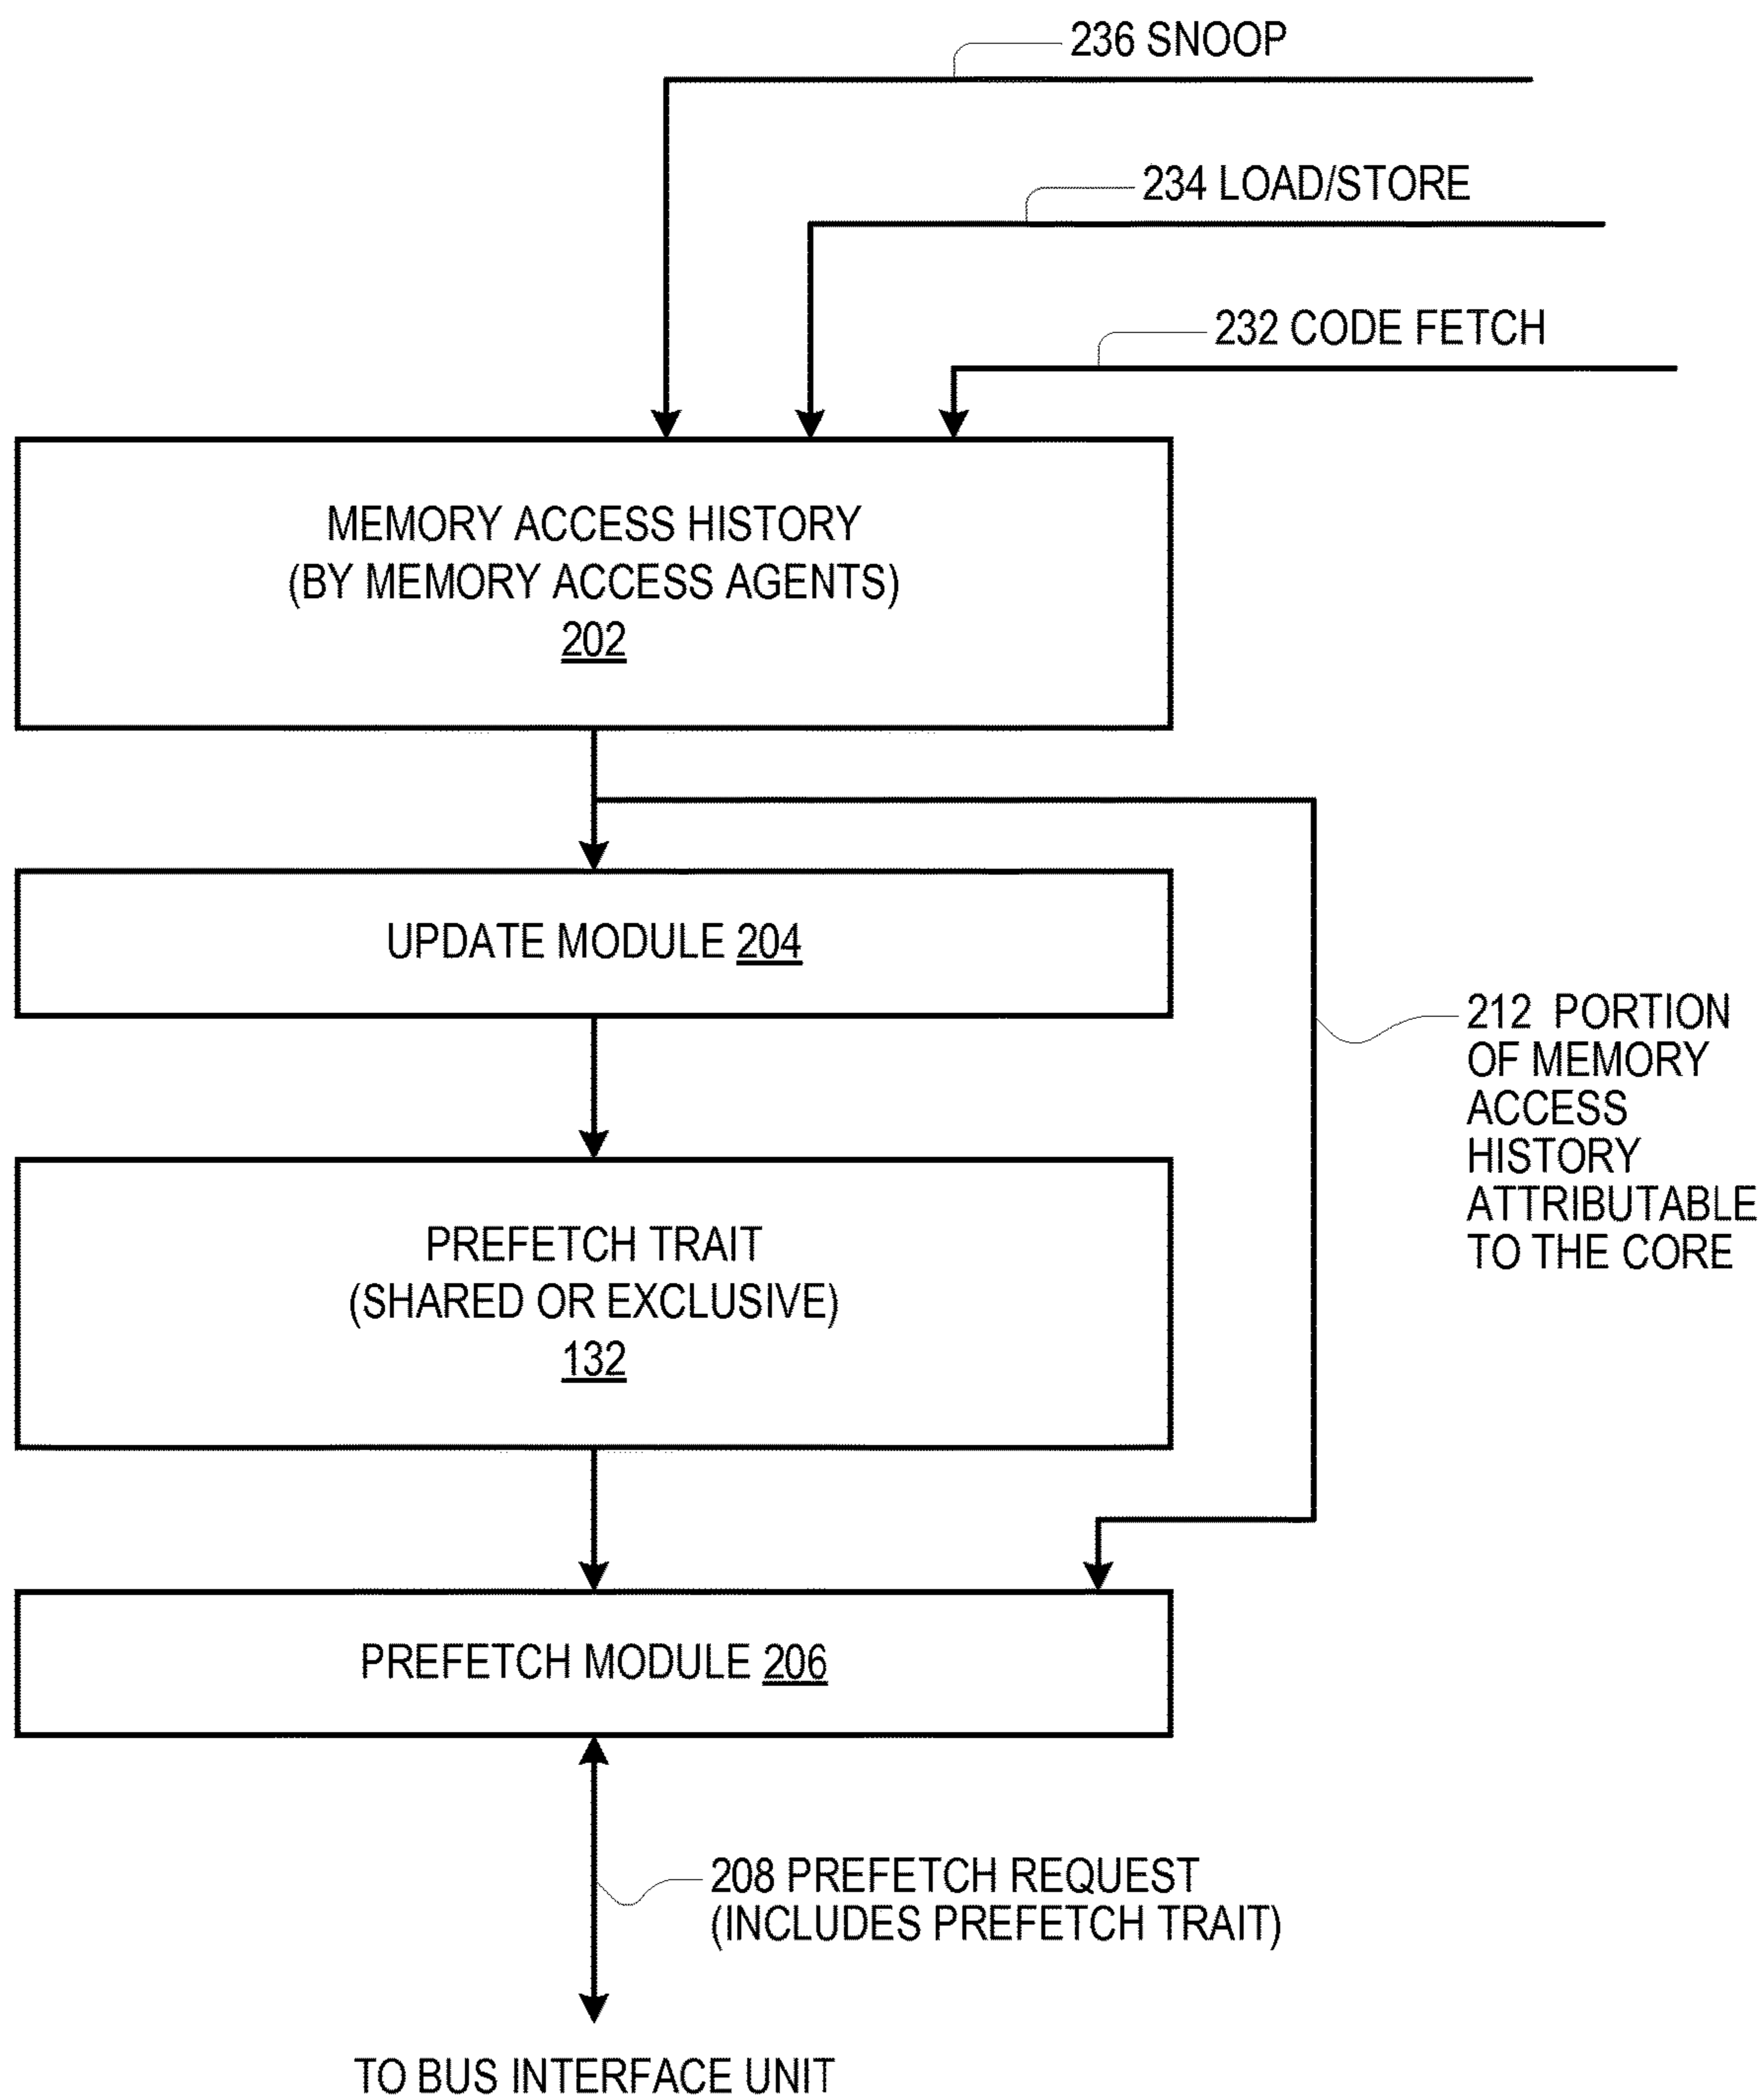 236 SNOOP
234 LOAD/STORE
232 CODE FETCH
MEMORY ACCESS HISTORY
(BY MEMORY ACCESS AGENTS)
202
UPDATE MODULE 204
212 PORTION
OF MEMORY
ACCESS
HISTORY
ATTRIBUTABLE
TO THE CORE
PREFETCH TRAIT
(SHARED OR EXCLUSIVE)
132
PREFETCH MODULE 206
208 PREFETCH REQUEST
(INCLUDES PREFETCH TRAIT)
TO BUS INTERFACE UNIT